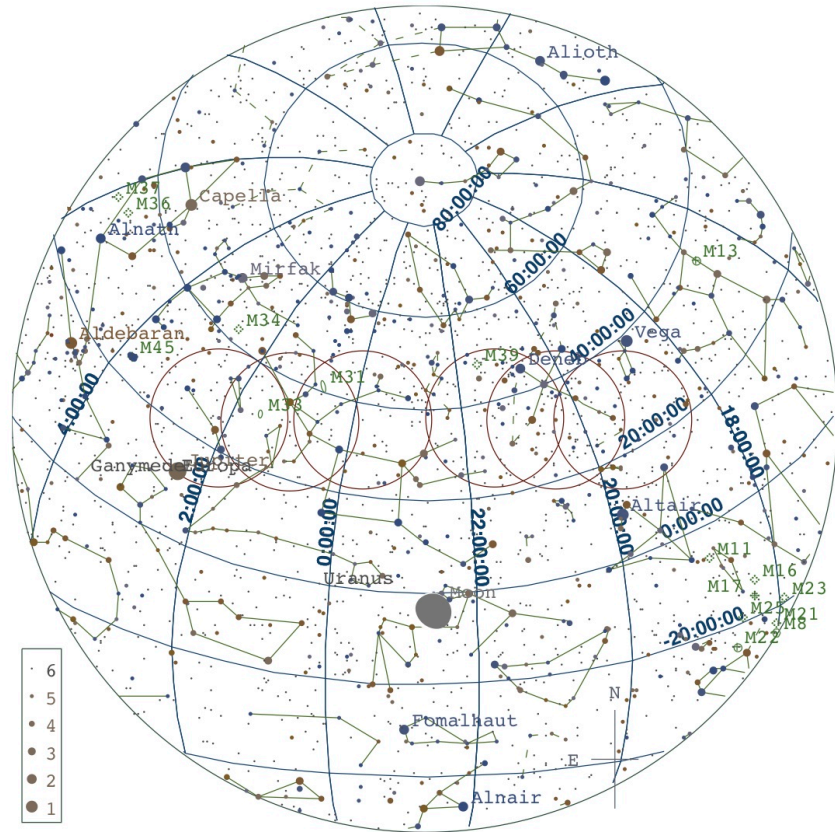 Alioth
M37
M36
Capella
80:00:00
Alnath
M13
Mirfak
60:00:00
M34
Aldebaran
M45
40:00:00
Vega
M39
Deneb
M31
4:00:00
M33
20:00:00
18:00:00
Jupiter
Ganymede
Europa
2:00:00
0:00:00
22:00:00
20:00:00
Altair
0:00:00
M11
M16
M17
M23
Uranus
Moon
M25
M21
M8
-20:00:00
M22
6
5
4
3
2
1
N
E
Fomalhaut
Alnair